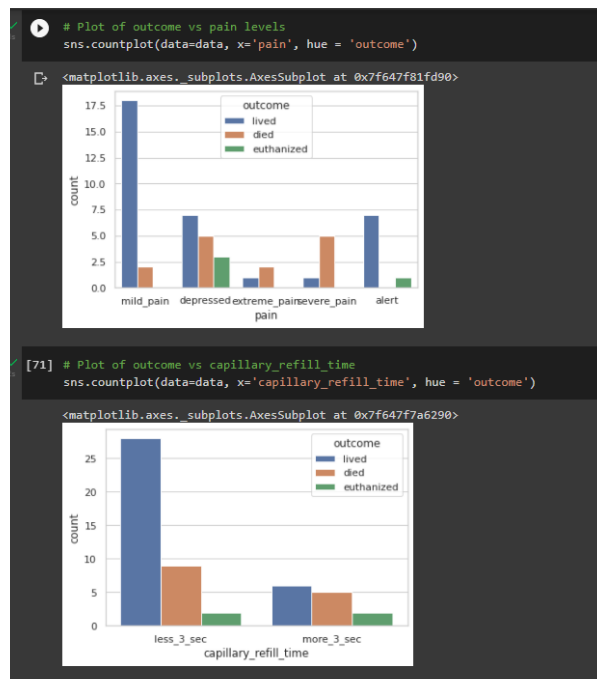 # Plot of outcome vs pain levels
sns.countplot(data=data, x='pain', hue = 'outcome')
<matplotlib.axes._subplots.AxesSubplot at 0x7f647f81fd90>
outcome
lived
died
euthanized
17.5
15.0
12.5
10.0
7.5
5.0
2.5
0.0
count
mild_pain depressed extreme_pain severe_pain alert
pain
[71] # Plot of outcome vs capillary_refill_time
sns.countplot(data=data, x='capillary_refill_time', hue = 'outcome')
<matplotlib.axes._subplots.AxesSubplot at 0x7f647f7a6290>
outcome
lived
died
euthanized
25
20
15
10
5
0
count
less_3_sec more_3_sec
capillary_refill_time